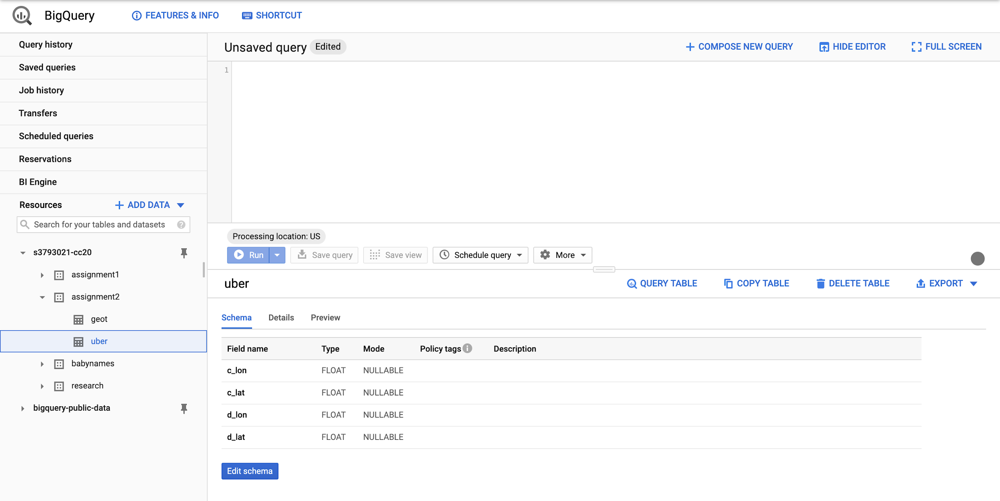 BigQuery FEATURES & INFO SHORTCUT
Query history
Saved queries
Job history
Transfers
Scheduled queries
Reservations
BI Engine
Resources ADD DATA
Search for your tables and datasets
s3793021-cc20
assignment1
assignment2
geot
uber
babynames
research
bigquery-public-data
Unsaved query Edited COMPOSE NEW QUERY HIDE EDITOR FULL SCREEN
1
Processing location: US
Run Save query Save view Schedule query More
uber QUERY TABLE COPY TABLE DELETE TABLE EXPORT
Schema Details Preview
Field name Type Mode Policy tags Description
c_lon FLOAT NULLABLE
c_lat FLOAT NULLABLE
d_lon FLOAT NULLABLE
d_lat FLOAT NULLABLE
Edit schema